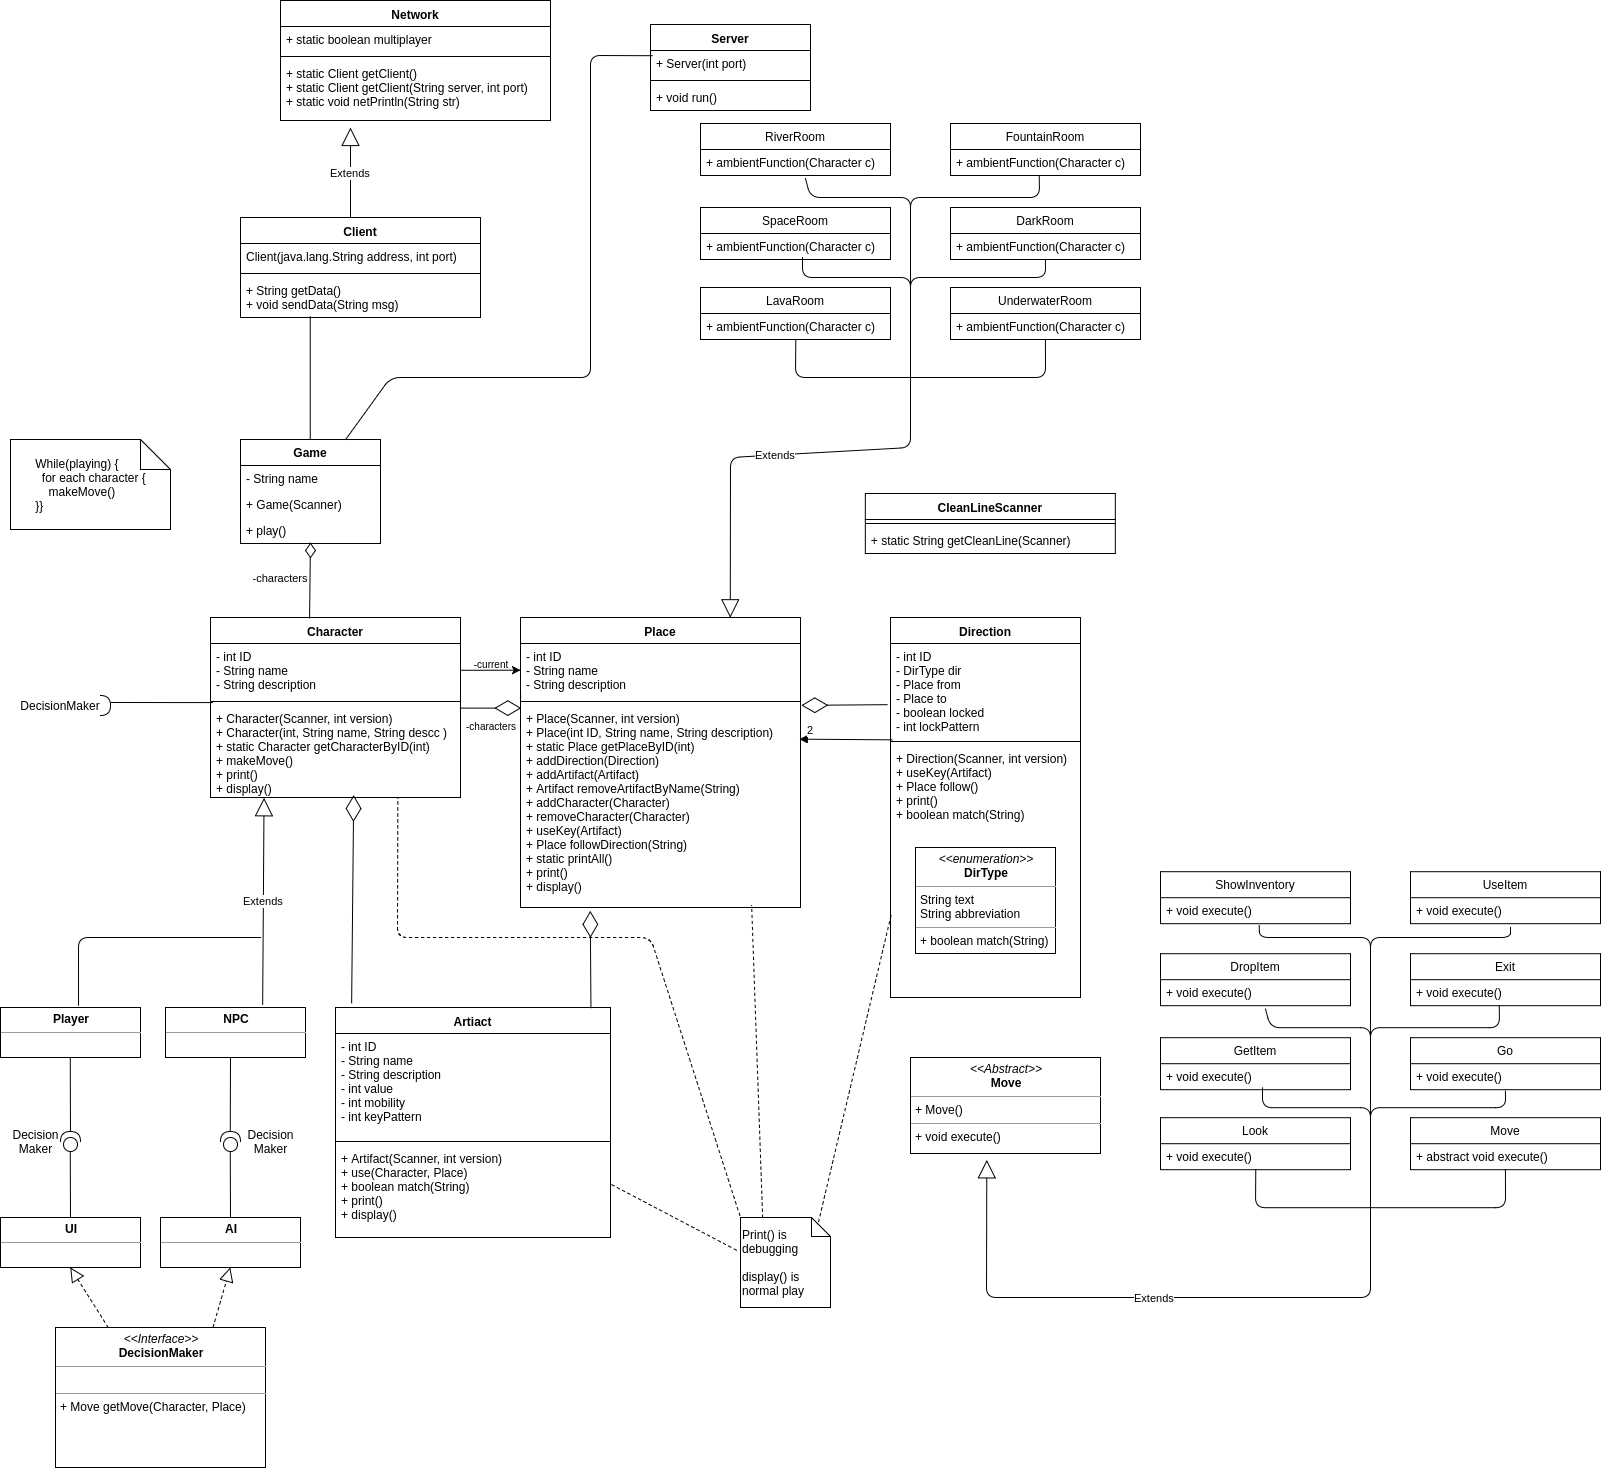 Network
+ static boolean multiplayer
+ static Client getClient()
+ static Client getClient(String server, int port)
+ static void netPrintln(String str)
Server
+ Server(int port)
+ void run()
RiverRoom
+ ambientFunction(Character c)
FountainRoom
+ ambientFunction(Character c)
Extends
SpaceRoom
+ ambientFunction(Character c)
DarkRoom
+ ambientFunction(Character c)
Client
Client(java.lang.String address, int port)
+ String getData()
+ void sendData(String msg)
LavaRoom
+ ambientFunction(Character c)
UnderwaterRoom
+ ambientFunction(Character c)
While(playing) {
for each character {
makeMove()
}}
Game
- String name
+ Game(Scanner)
+ play()
Extends
CleanLineScanner
+ static String getCleanLine(Scanner)
-characters
Character
- int ID
- String name
- String description
+ Character(Scanner, int version)
+ Character(int, String name, String descc )
+ static Character getCharacterByID(int)
+ makeMove()
+ print()
+ display()
DecisionMaker
-current
-characters
Place
- int ID
- String name
- String description
+ Place(Scanner, int version)
+ Place(int ID, String name, String description)
+ static Place getPlaceByID(int)
+ addDirection(Direction)
+ addArtifact(Artifact)
+ Artifact removeArtifactByName(String)
+ addCharacter(Character)
+ removeCharacter(Character)
+ useKey(Artifact)
+ Place followDirection(String)
+ static printAll()
+ print()
+ display()
2
Direction
- int ID
- DirType dir
- Place from
- Place to
- boolean locked
- int lockPattern
+ Direction(Scanner, int version)
+ useKey(Artifact)
+ Place follow()
+ print()
+ boolean match(String)
<<enumeration>>
DirType
String text
String abbreviation
+ boolean match(String)
Extends
ShowInventory
+ void execute()
UseItem
+ void execute()
DropItem
+ void execute()
Exit
+ void execute()
GetItem
+ void execute()
Go
+ void execute()
Look
+ void execute()
Move
+ abstract void execute()
Player
NPC
Artiact
- int ID
- String name
- String description
- int value
- int mobility
- int keyPattern
+ Artifact(Scanner, int version)
+ use(Character, Place)
+ boolean match(String)
+ print()
+ display()
<<Abstract>>
Move
+ Move()
+ void execute()
Decision
Maker
Decision
Maker
UI
AI
Print() is
debugging
display() is
normal play
Extends
<<Interface>>
DecisionMaker
+ Move getMove(Character, Place)